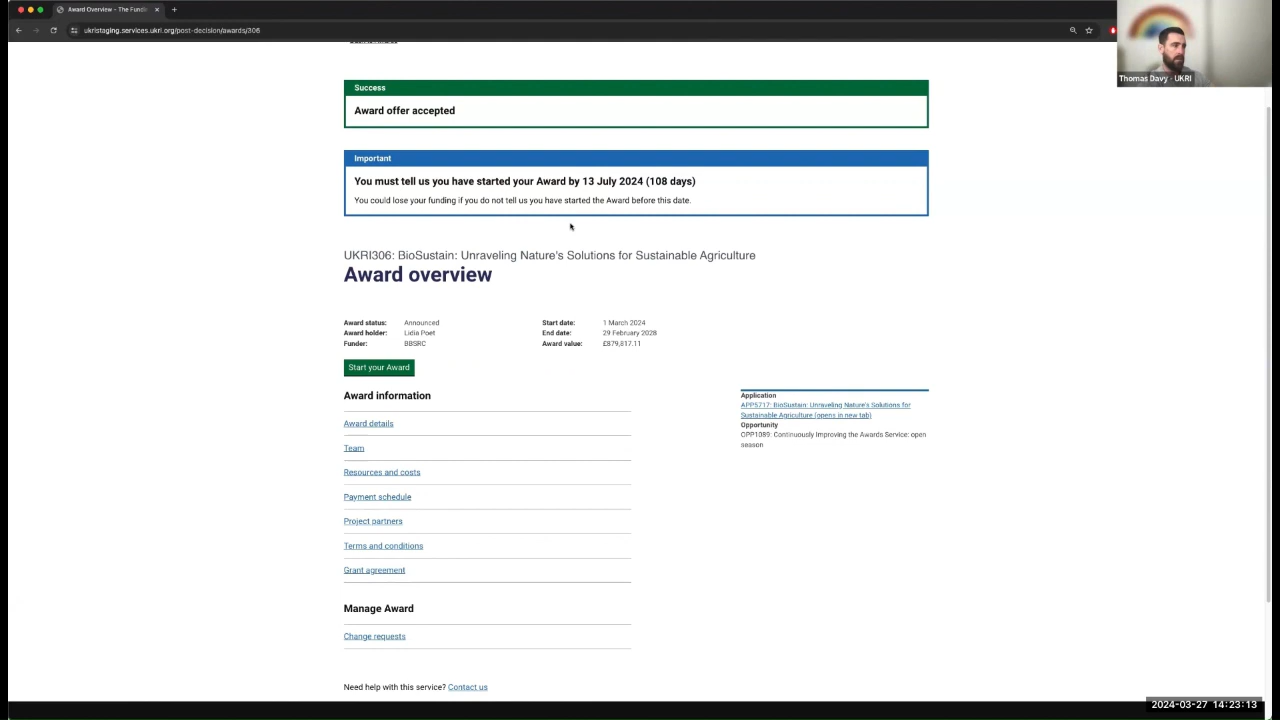 Award Overview – The Fundi
ukristaging.services.ukri.org/post-decision/awards/306
Thomas Davy - UKRI
Success
Award offer accepted
Important
You must tell us you have started your Award by 13 July 2024 (108 days)
You could lose your funding if you do not tell us you have started the Award before this date.
UKRI306: BioSustain: Unraveling Nature's Solutions for Sustainable Agriculture
Award overview
Award status: Announced
Start date: 1 March 2024
Award holder: Lidia Poet
End date: 29 February 2028
Funder: BBSRC
Award value: £879,817.11
Start your Award
Award information
Award details
Team
Resources and costs
Payment schedule
Project partners
Terms and conditions
Grant agreement
Application
APP5717: BioSustain: Unraveling Nature's Solutions for
Sustainable Agriculture (opens in new tab)
Opportunity
OPP1089: Continuously Improving the Awards Service: open
season
Manage Award
Change requests
Need help with this service? Contact us
2024-03-27 14:23:13